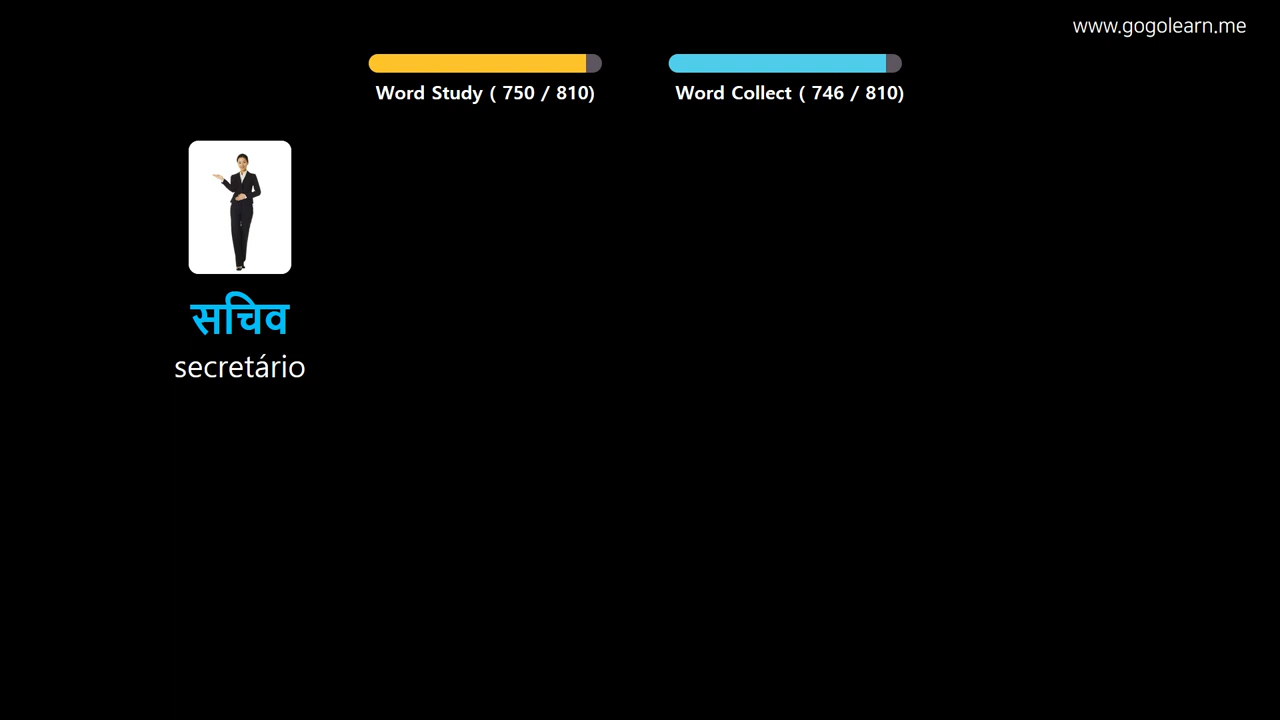 www.gogolearn.me
Word Study ( 750 / 810)
Word Collect ( 746 / 810)
सचिव
secretário